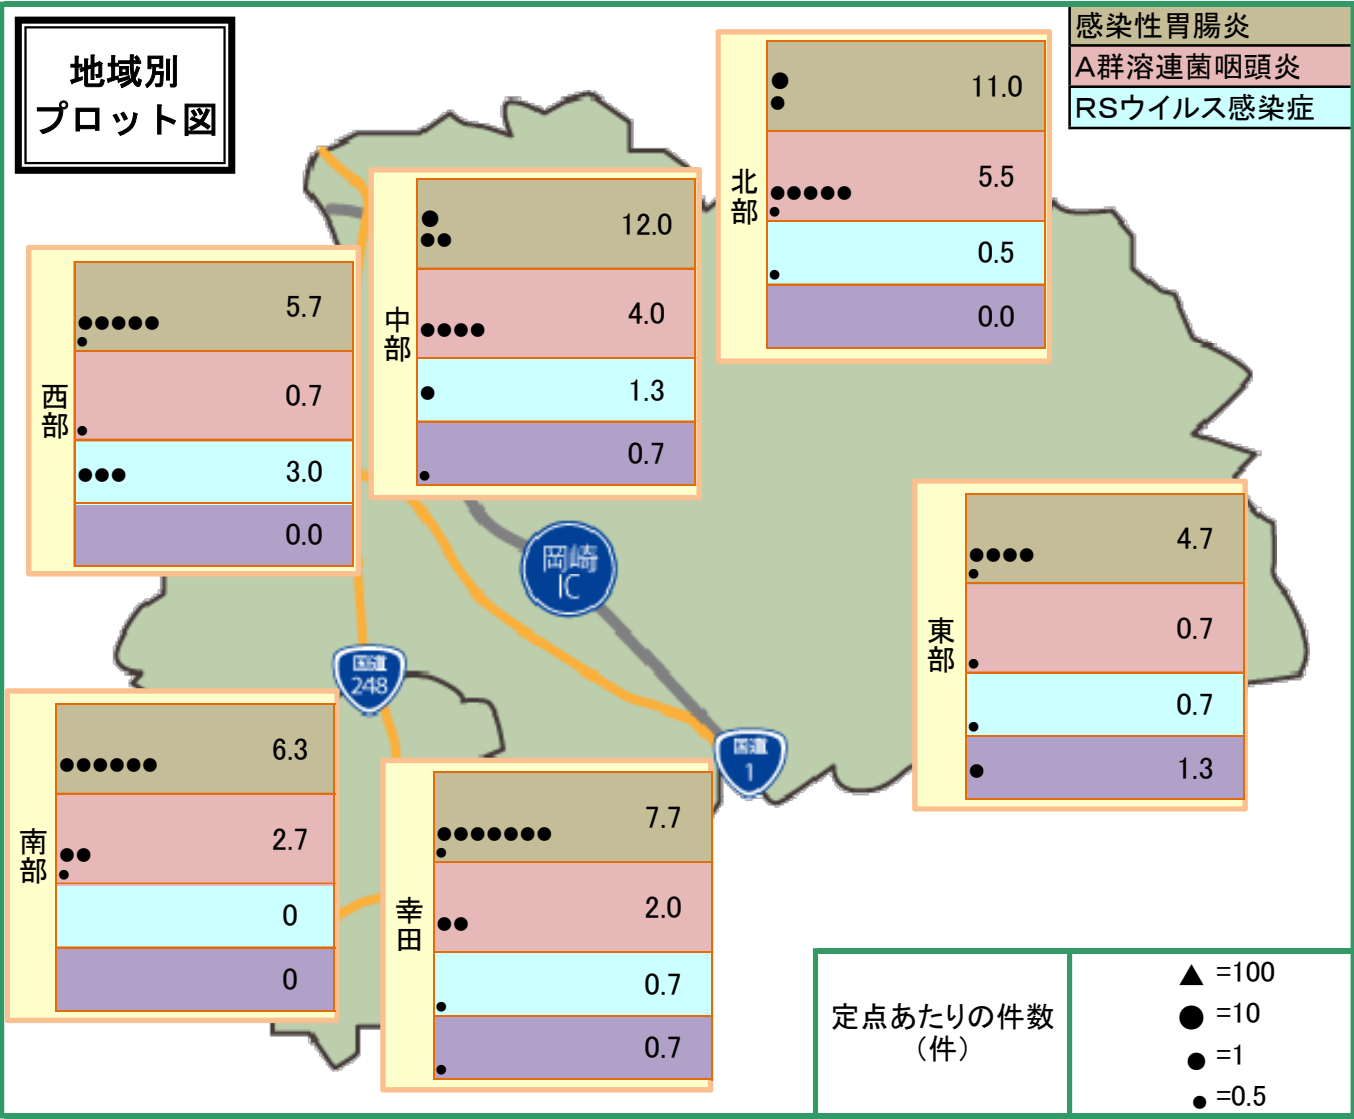 地域別
プロット図
感染性胃腸炎
A群溶連菌咽頭炎
RSウイルス感染症
北部
11.0
5.5
0.5
0.0
中部
12.0
4.0
1.3
0.7
西部
5.7
0.7
3.0
0.0
岡崎
IC
東部
4.7
0.7
0.7
1.3
国道
248
国道
1
南部
6.3
2.7
0
0
幸田
7.7
2.0
0.7
0.7
定点あたりの件数
（件）
▲ =100
● =10
● =1
● =0.5